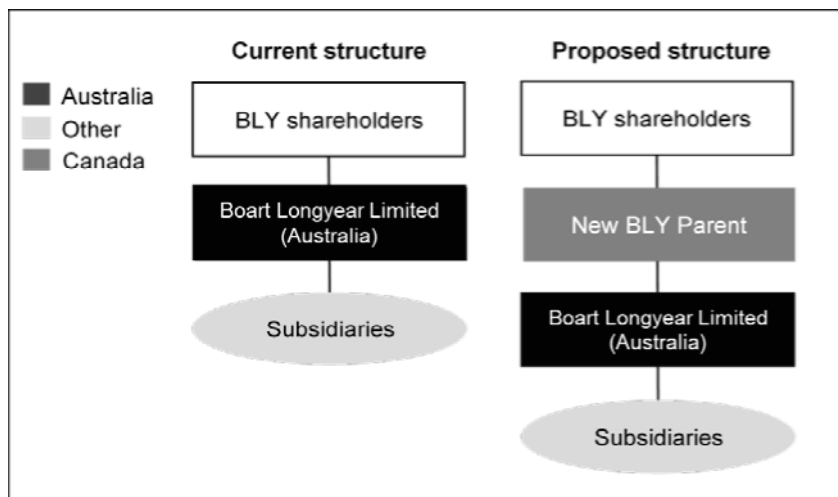 Current structure
Proposed structure
Australia
Other
Canada
BLY shareholders
Boart Longyear Limited
(Australia)
Subsidiaries
BLY shareholders
New BLY Parent
Boart Longyear Limited
(Australia)
Subsidiaries